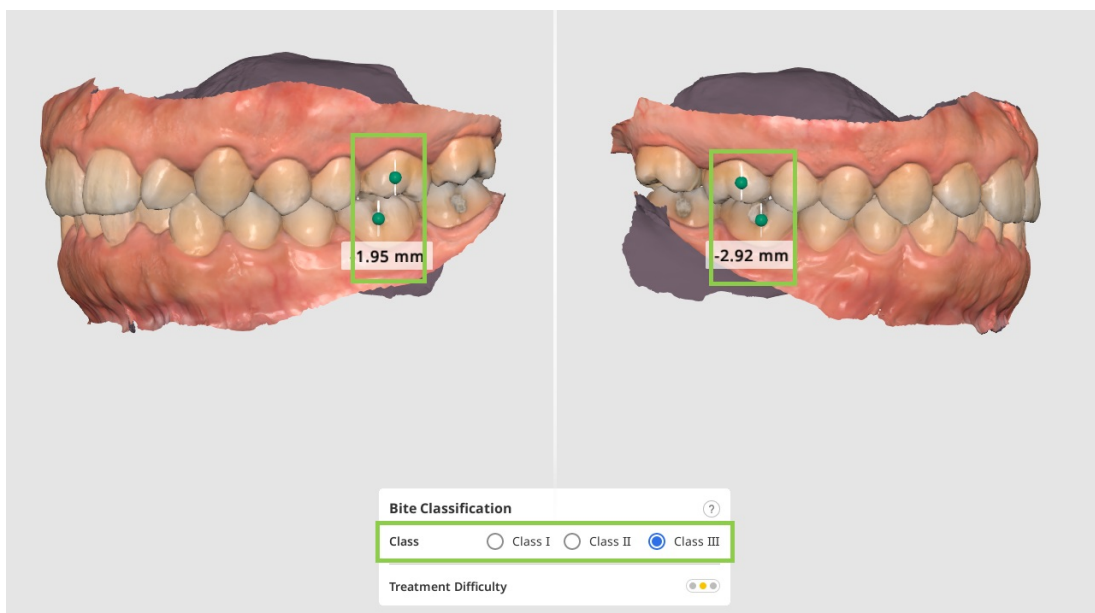 -1.95 mm
-2.92 mm
Bite Classification ?
Class Class I Class II Class III
Treatment Difficulty